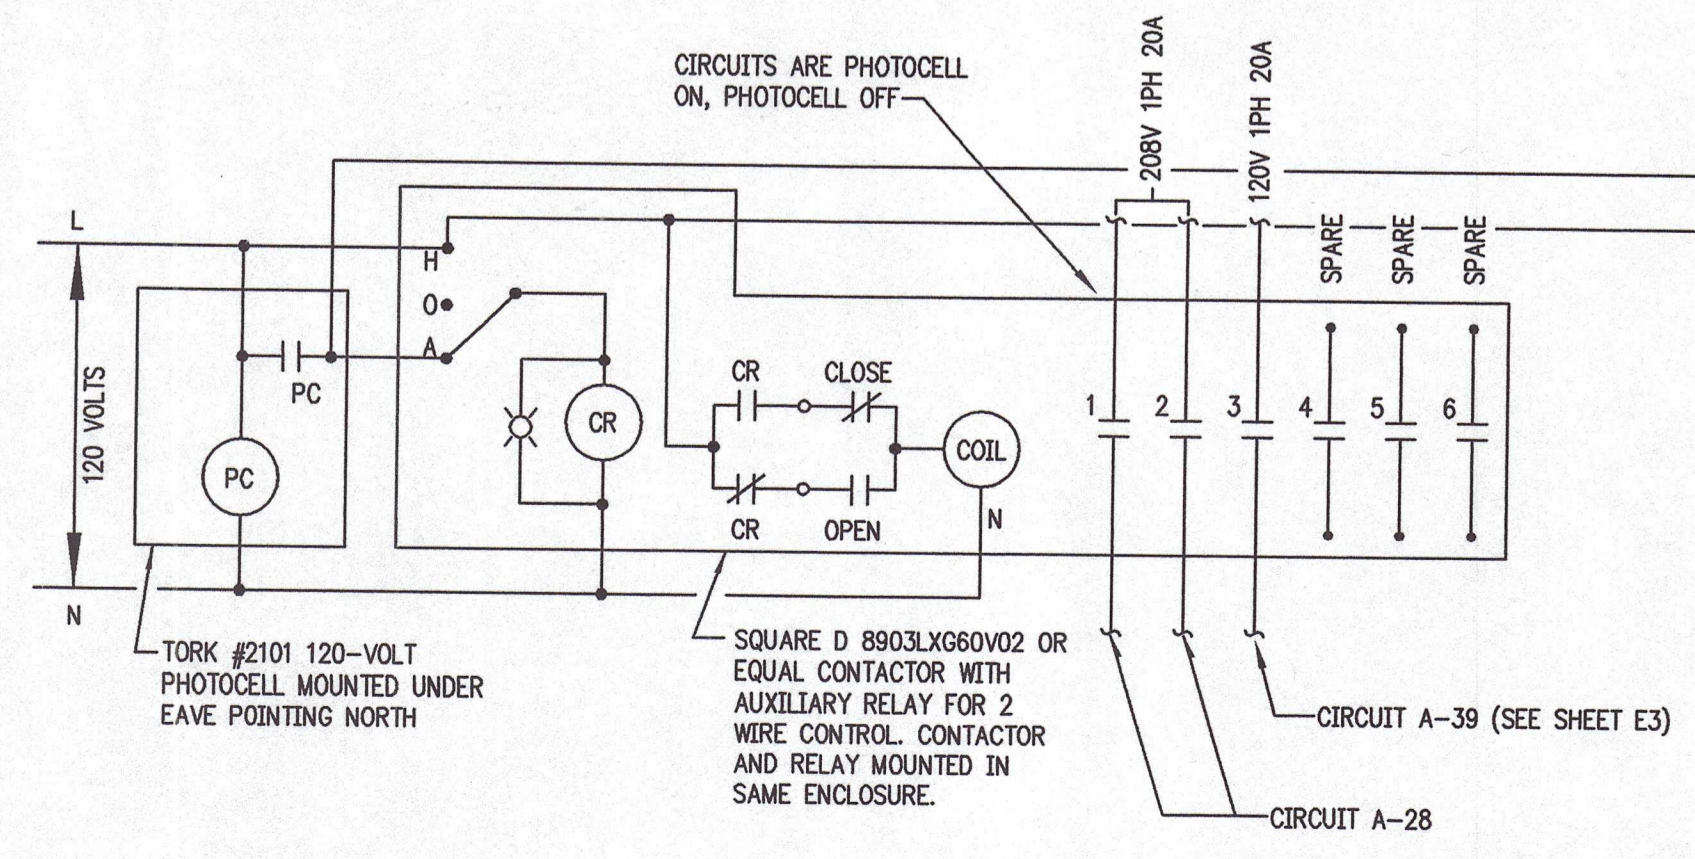 CIRCUITS ARE PHOTOCELL
ON, PHOTOCELL OFF
208V 1PH 20A
120V 1PH 20A
SPARE
SPARE
SPARE
L
H
O
A
120 VOLTS
PC
PC
CR
CR
CLOSE
CR
OPEN
COIL
N
1
2
3
4
5
6
N
TORK #2101 120-VOLT
PHOTOCELL MOUNTED UNDER
EAVE POINTING NORTH
SQUARE D 8903LXG60V02 OR
EQUAL CONTACTOR WITH
AUXILIARY RELAY FOR 2
WIRE CONTROL. CONTACTOR
AND RELAY MOUNTED IN
SAME ENCLOSURE.
CIRCUIT A-39 (SEE SHEET E3)
CIRCUIT A-28